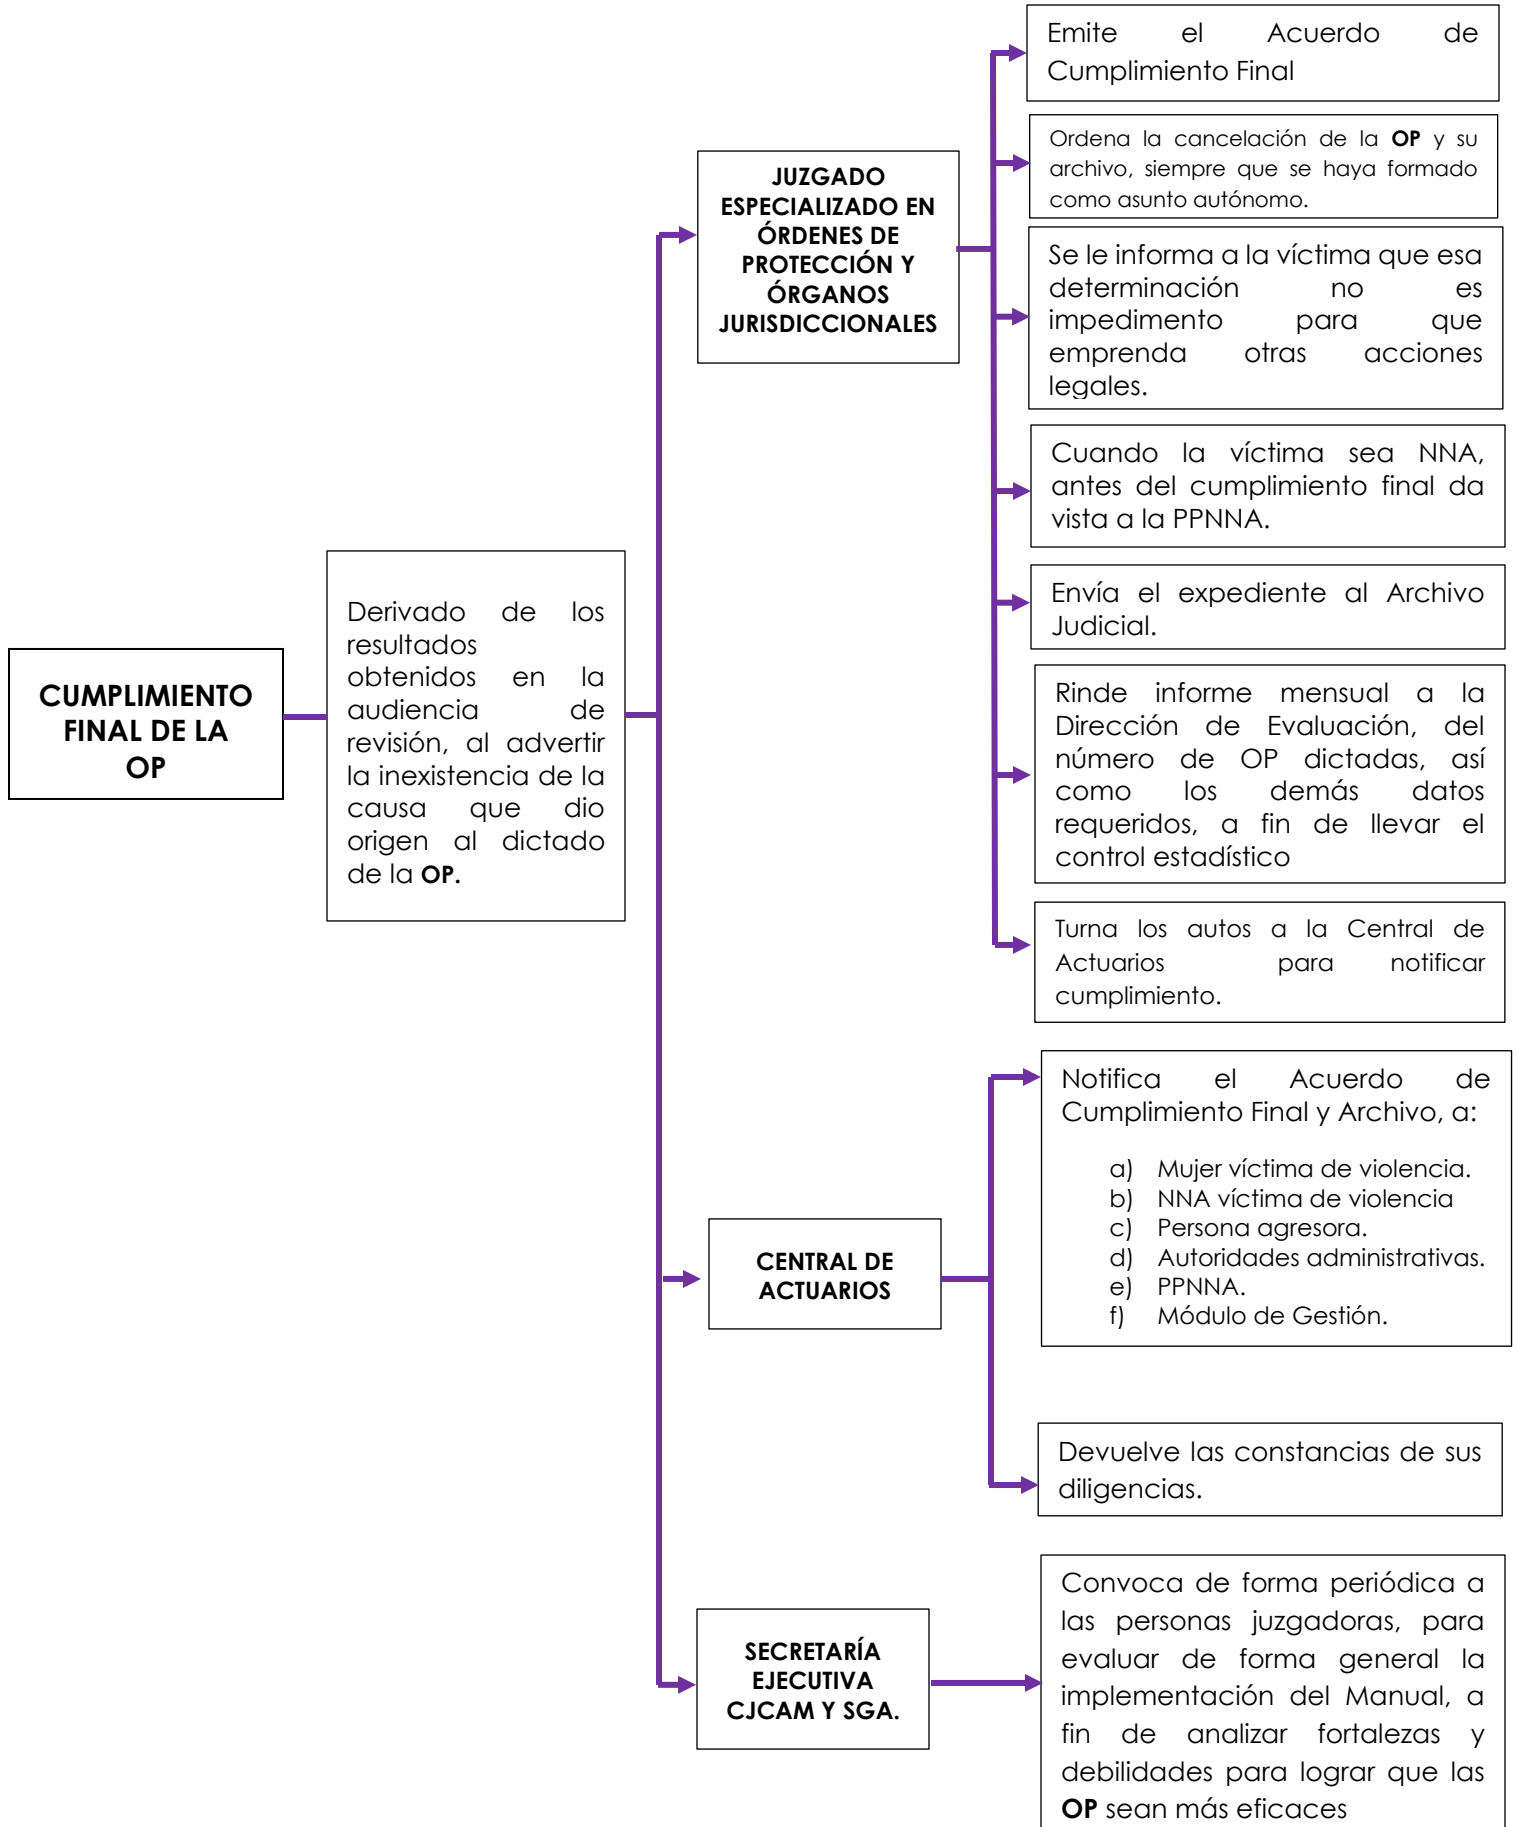 CUMPLIMIENTO
FINAL DE LA
OP
Derivado de los
resultados
obtenidos en la
audiencia de
revisión, al advertir
la inexistencia de la
causa que dio
origen al dictado
de la OP.
JUZGADO
ESPECIALIZADO EN
ÓRDENES DE
PROTECCIÓN Y
ÓRGANOS
JURISDICCIONALES
Emite el Acuerdo de
Cumplimiento Final
Ordena la cancelación de la OP y su
archivo, siempre que se haya formado
como asunto autónomo.
Se le informa a la víctima que esa
determinación no es
impedimento para que
emprenda otras acciones
legales.
Cuando la víctima sea NNA,
antes del cumplimiento final da
vista a la PPNNA.
Envía el expediente al Archivo
Judicial.
Rinde informe mensual a la
Dirección de Evaluación, del
número de OP dictadas, así
como los demás datos
requeridos, a fin de llevar el
control estadístico
Turna los autos a la Central de
Actuarios para notificar
cumplimiento.
CENTRAL DE
ACTUARIOS
Notifica el Acuerdo de
Cumplimiento Final y Archivo, a:
a) Mujer víctima de violencia.
b) NNA víctima de violencia
c) Persona agresora.
d) Autoridades administrativas.
e) PPNNA.
f) Módulo de Gestión.
Devuelve las constancias de sus
diligencias.
SECRETARÍA
EJECUTIVA
CJCAM Y SGA.
Convoca de forma periódica a
las personas juzgadoras, para
evaluar de forma general la
implementación del Manual, a
fin de analizar fortalezas y
debilidades para lograr que las
OP sean más eficaces